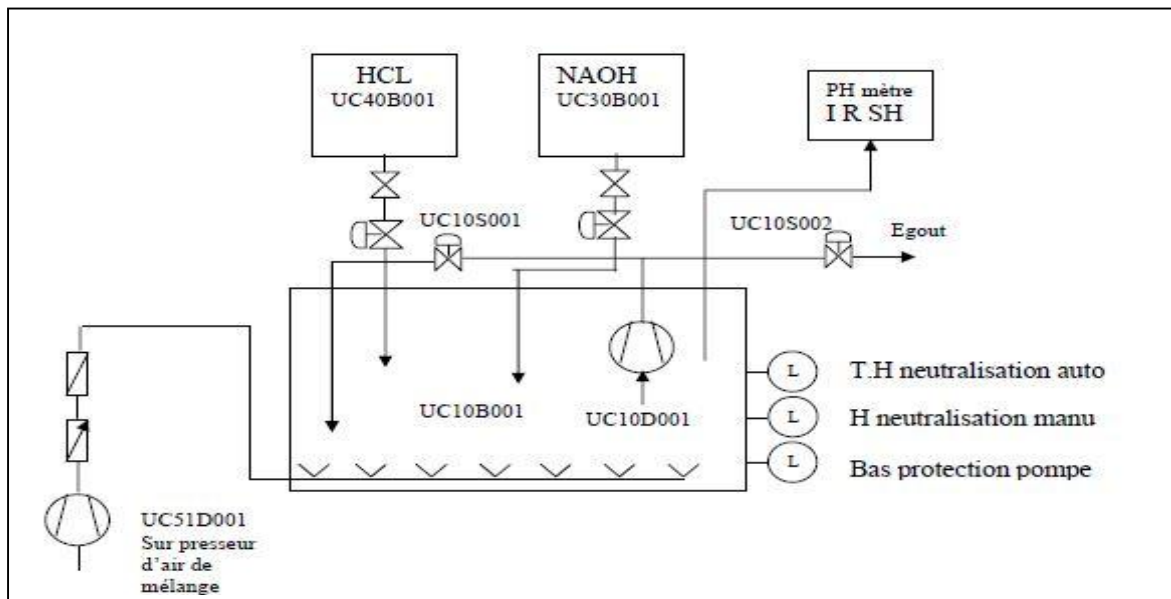 HCL
UC40B001
NAOH
UC30B001
PH mètre
I R SH
UC10S001
UC10S002
Egout
UC10B001
UC10D001
L
T.H neutralisation auto
L
H neutralisation manu
L
Bas protection pompe
UC51D001
Sur presseur
d'air de
mélange